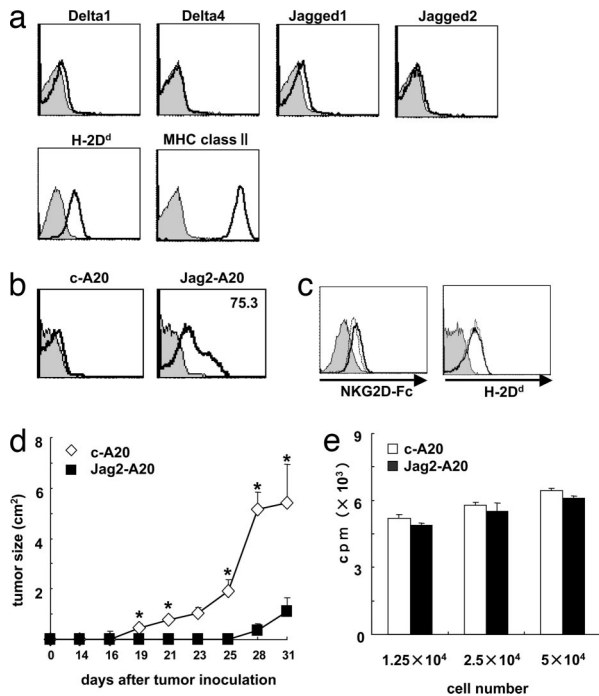 a
Delta1 Delta4 Jagged1 Jagged2
H-2Dᵈ MHC class II
b
c-A20 Jag2-A20
75.3
c
NKG2D-Fc H-2Dᵈ
d
tumor size (cm²)
8
6
4
2
0
c-A20
Jag2-A20
* * * * *
0 14 16 19 21 23 25 28 31
days after tumor inoculation
e
cpm (×10³)
9
6
3
0
c-A20
Jag2-A20
1.25×10⁴ 2.5×10⁴ 5×10⁴
cell number